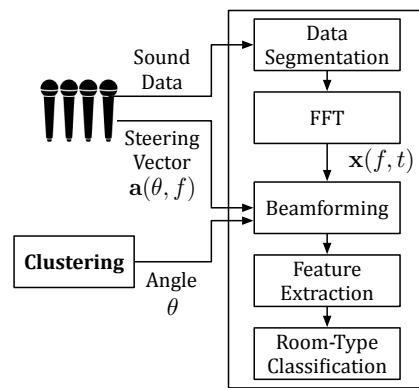 Sound
Data
Data
Segmentation
FFT
Steering
Vector
a(θ, f)
x(f, t)
Beamforming
Clustering
Angle
θ
Feature
Extraction
Room-Type
Classification